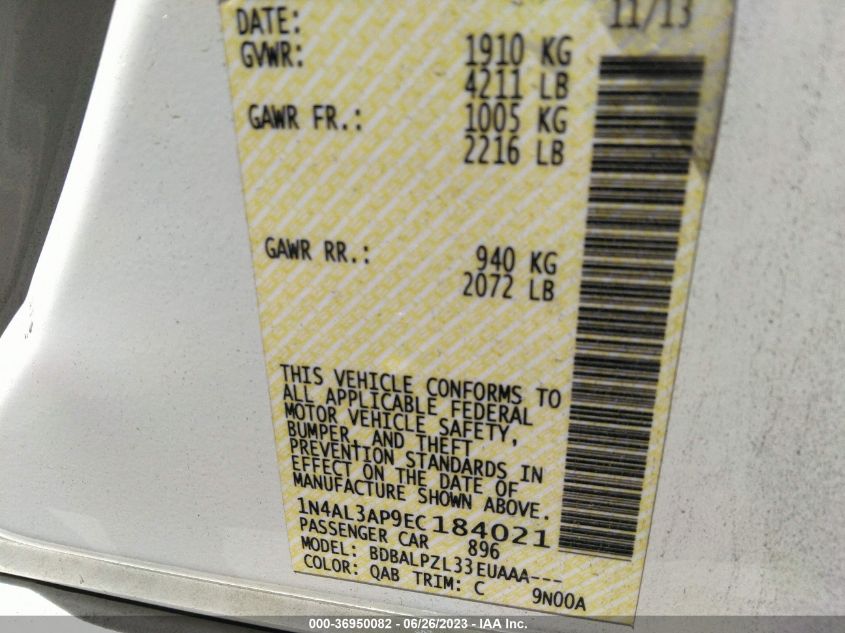 DATE: 11/13
GVWR: 1910 KG
4211 LB
GAWR FR.: 1005 KG
2216 LB
GAWR RR.: 940 KG
2072 LB
THIS VEHICLE CONFORMS TO
ALL APPLICABLE FEDERAL
MOTOR VEHICLE SAFETY,
BUMPER, AND THEFT
PREVENTION STANDARDS IN
EFFECT ON THE DATE OF
MANUFACTURE SHOWN ABOVE.
1N4AL3AP9EC184021
PASSENGER CAR 896
MODEL: BDBALPZL33EUAAA---
COLOR: QAB TRIM: C 9N00A
000-36950082 - 06/26/2023 - IAA Inc.